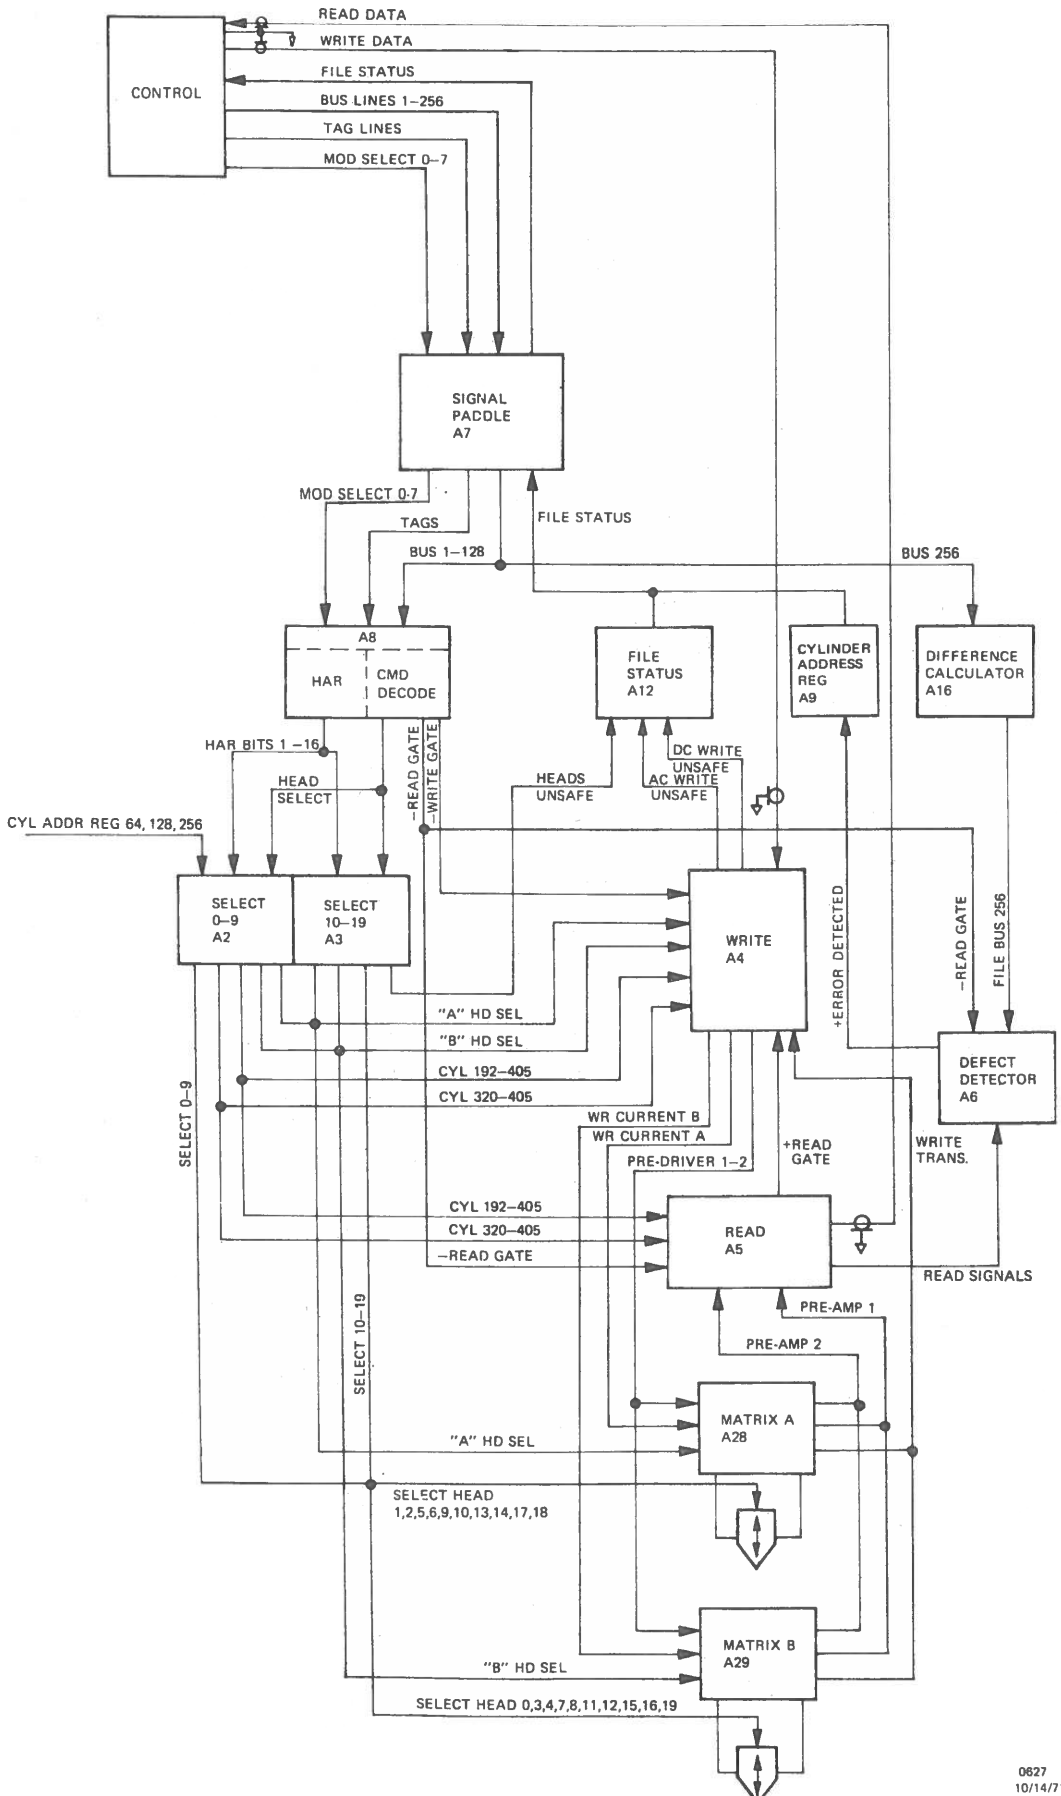 READ DATA
WRITE DATA
FILE STATUS
CONTROL
BUS LINES 1-256
TAG LINES
MOD SELECT 0-7
SIGNAL
PADDLE
A7
MOD SELECT 0-7
TAGS
FILE STATUS
BUS 1-128
BUS 256
A8
HAR
CMD
DECODE
FILE
STATUS
A12
CYLINDER
ADDRESS
REG
A9
DIFFERENCE
CALCULATOR
A16
HAR BITS 1-16
HEAD
SELECT
-READ GATE
-WRITE GATE
HEADS
UNSAFE
AC WRITE
UNSAFE
DC WRITE
UNSAFE
CYL ADDR REG 64, 128, 256
SELECT
0-9
A2
SELECT
10-19
A3
WRITE
A4
+ERROR DETECTED
-READ GATE
FILE BUS 256
"A" HD SEL
"B" HD SEL
CYL 192-405
CYL 320-405
DEFECT
DETECTOR
A6
SELECT 0-9
WR CURRENT B
WR CURRENT A
PRE-DRIVER 1-2
+READ
GATE
WRITE
TRANS.
CYL 192-405
CYL 320-405
-READ GATE
READ
A5
READ SIGNALS
PRE-AMP 1
PRE-AMP 2
SELECT 10-19
MATRIX A
A28
"A" HD SEL
SELECT HEAD
1,2,5,6,9,10,13,14,17,18
MATRIX B
A29
"B" HD SEL
SELECT HEAD 0,3,4,7,8,11,12,15,16,19
0627
10/14/7